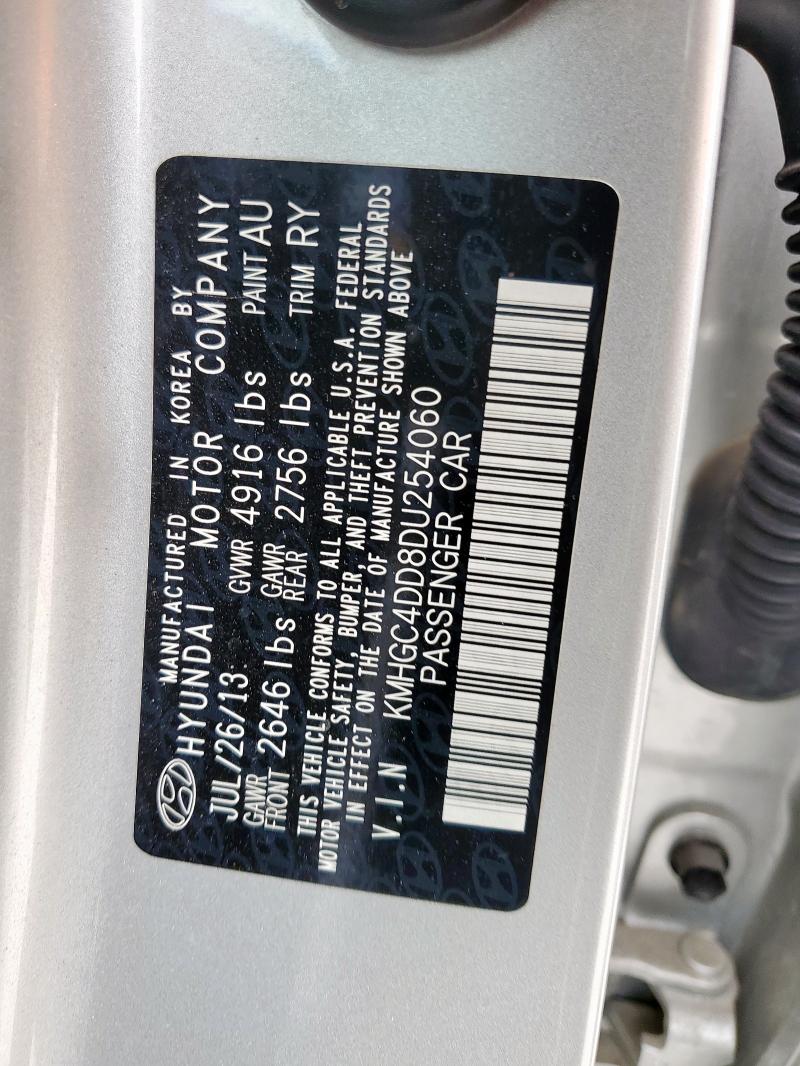 MANUFACTURED IN KOREA BY
HYUNDAI MOTOR COMPANY
JUL/26/13 GVWR 4916 lbs PAINT AU
GAWR FRONT 2646 lbs GAWR REAR 2756 lbs TRIM RY
THIS VEHICLE CONFORMS TO ALL APPLICABLE U.S.A. FEDERAL
MOTOR VEHICLE SAFETY, BUMPER, AND THEFT PREVENTION STANDARDS
IN EFFECT ON THE DATE OF MANUFACTURE SHOWN ABOVE
V.I.N KMHGC4DD8DU254060
PASSENGER CAR